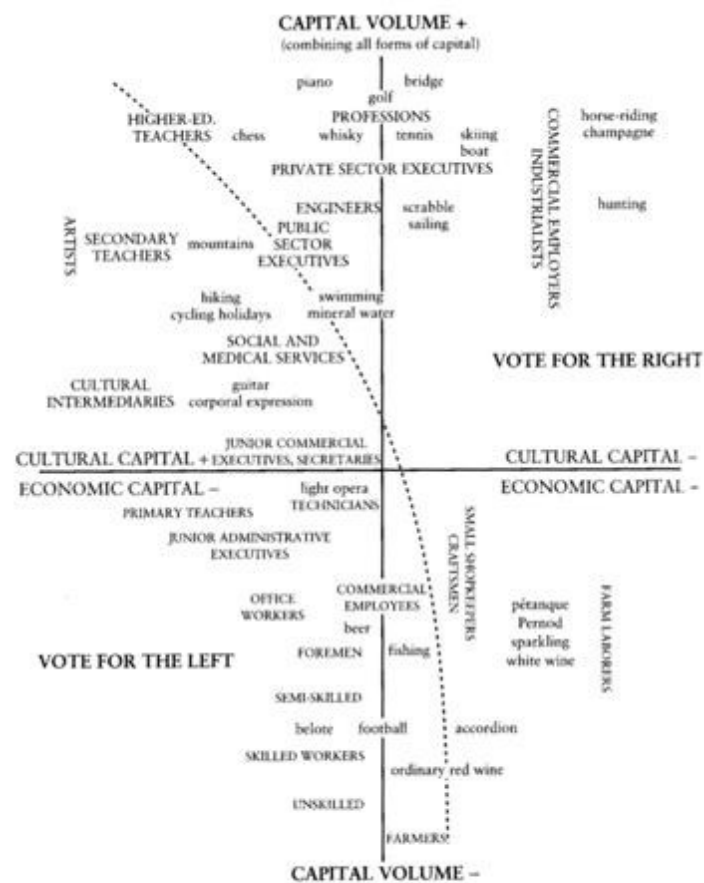 CAPITAL VOLUME +
(combining all forms of capital)
piano bridge
golf
HIGHER-ED. PROFESSIONS horse-riding
TEACHERS chess whisky tennis skiing champagne
boat
PRIVATE SECTOR EXECUTIVES
COMMERCIAL EMPLOYERS
INDUSTRIALISTS
ENGINEERS scrabble hunting
sailing
ARTISTS
SECONDARY mountains PUBLIC
TEACHERS SECTOR
EXECUTIVES
hiking swimming
cycling holidays mineral water
SOCIAL AND
MEDICAL SERVICES
VOTE FOR THE RIGHT
CULTURAL guitar
INTERMEDIARIES corporal expression
JUNIOR COMMERCIAL
CULTURAL CAPITAL + EXECUTIVES, SECRETARIES CULTURAL CAPITAL –
ECONOMIC CAPITAL – light opera ECONOMIC CAPITAL –
TECHNICIANS
PRIMARY TEACHERS
JUNIOR ADMINISTRATIVE
EXECUTIVES
SMALL SHOPKEEPERS
CRAFTSMEN
OFFICE COMMERCIAL
WORKERS EMPLOYEES
pétanque
Pernod
sparkling
white wine
FARM LABORERS
beer
VOTE FOR THE LEFT FOREMEN fishing
SEMI-SKILLED
belote football accordion
SKILLED WORKERS
ordinary red wine
UNSKILLED
FARMERS
CAPITAL VOLUME –